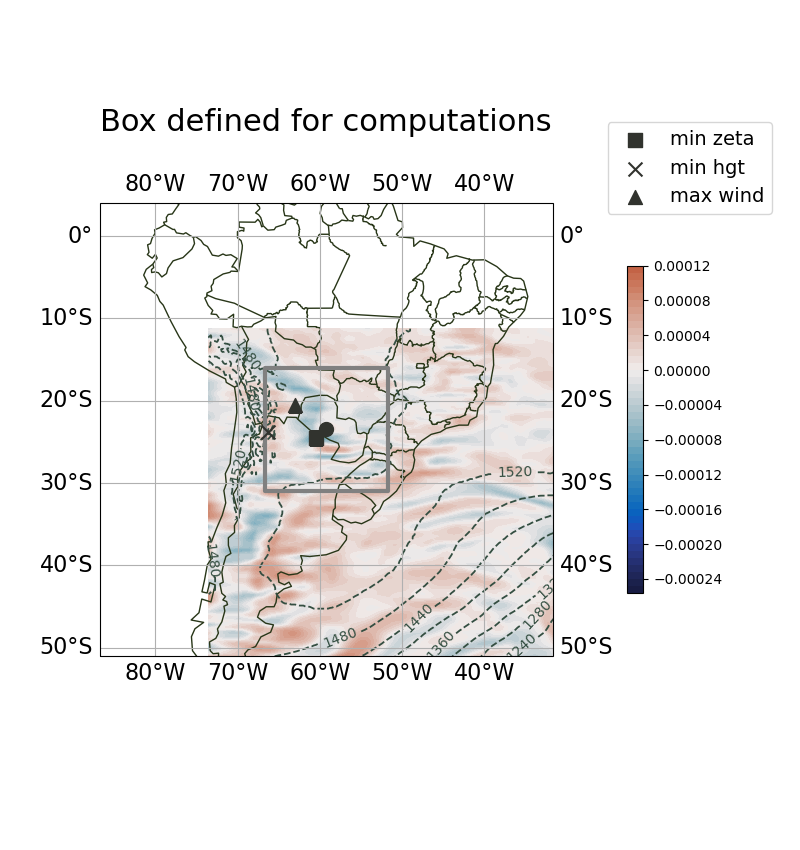 Box defined for computations
min zeta
min hgt
max wind
80°W 70°W 60°W 50°W 40°W
0° 0°
10°S 10°S
20°S 20°S
30°S 30°S
40°S 40°S
50°S 50°S
80°W 70°W 60°W 50°W 40°W
0.00012
0.00008
0.00004
0.00000
−0.00004
−0.00008
−0.00012
−0.00016
−0.00020
−0.00024
1520
1520
1480
1480
1440
1360
1280
1240